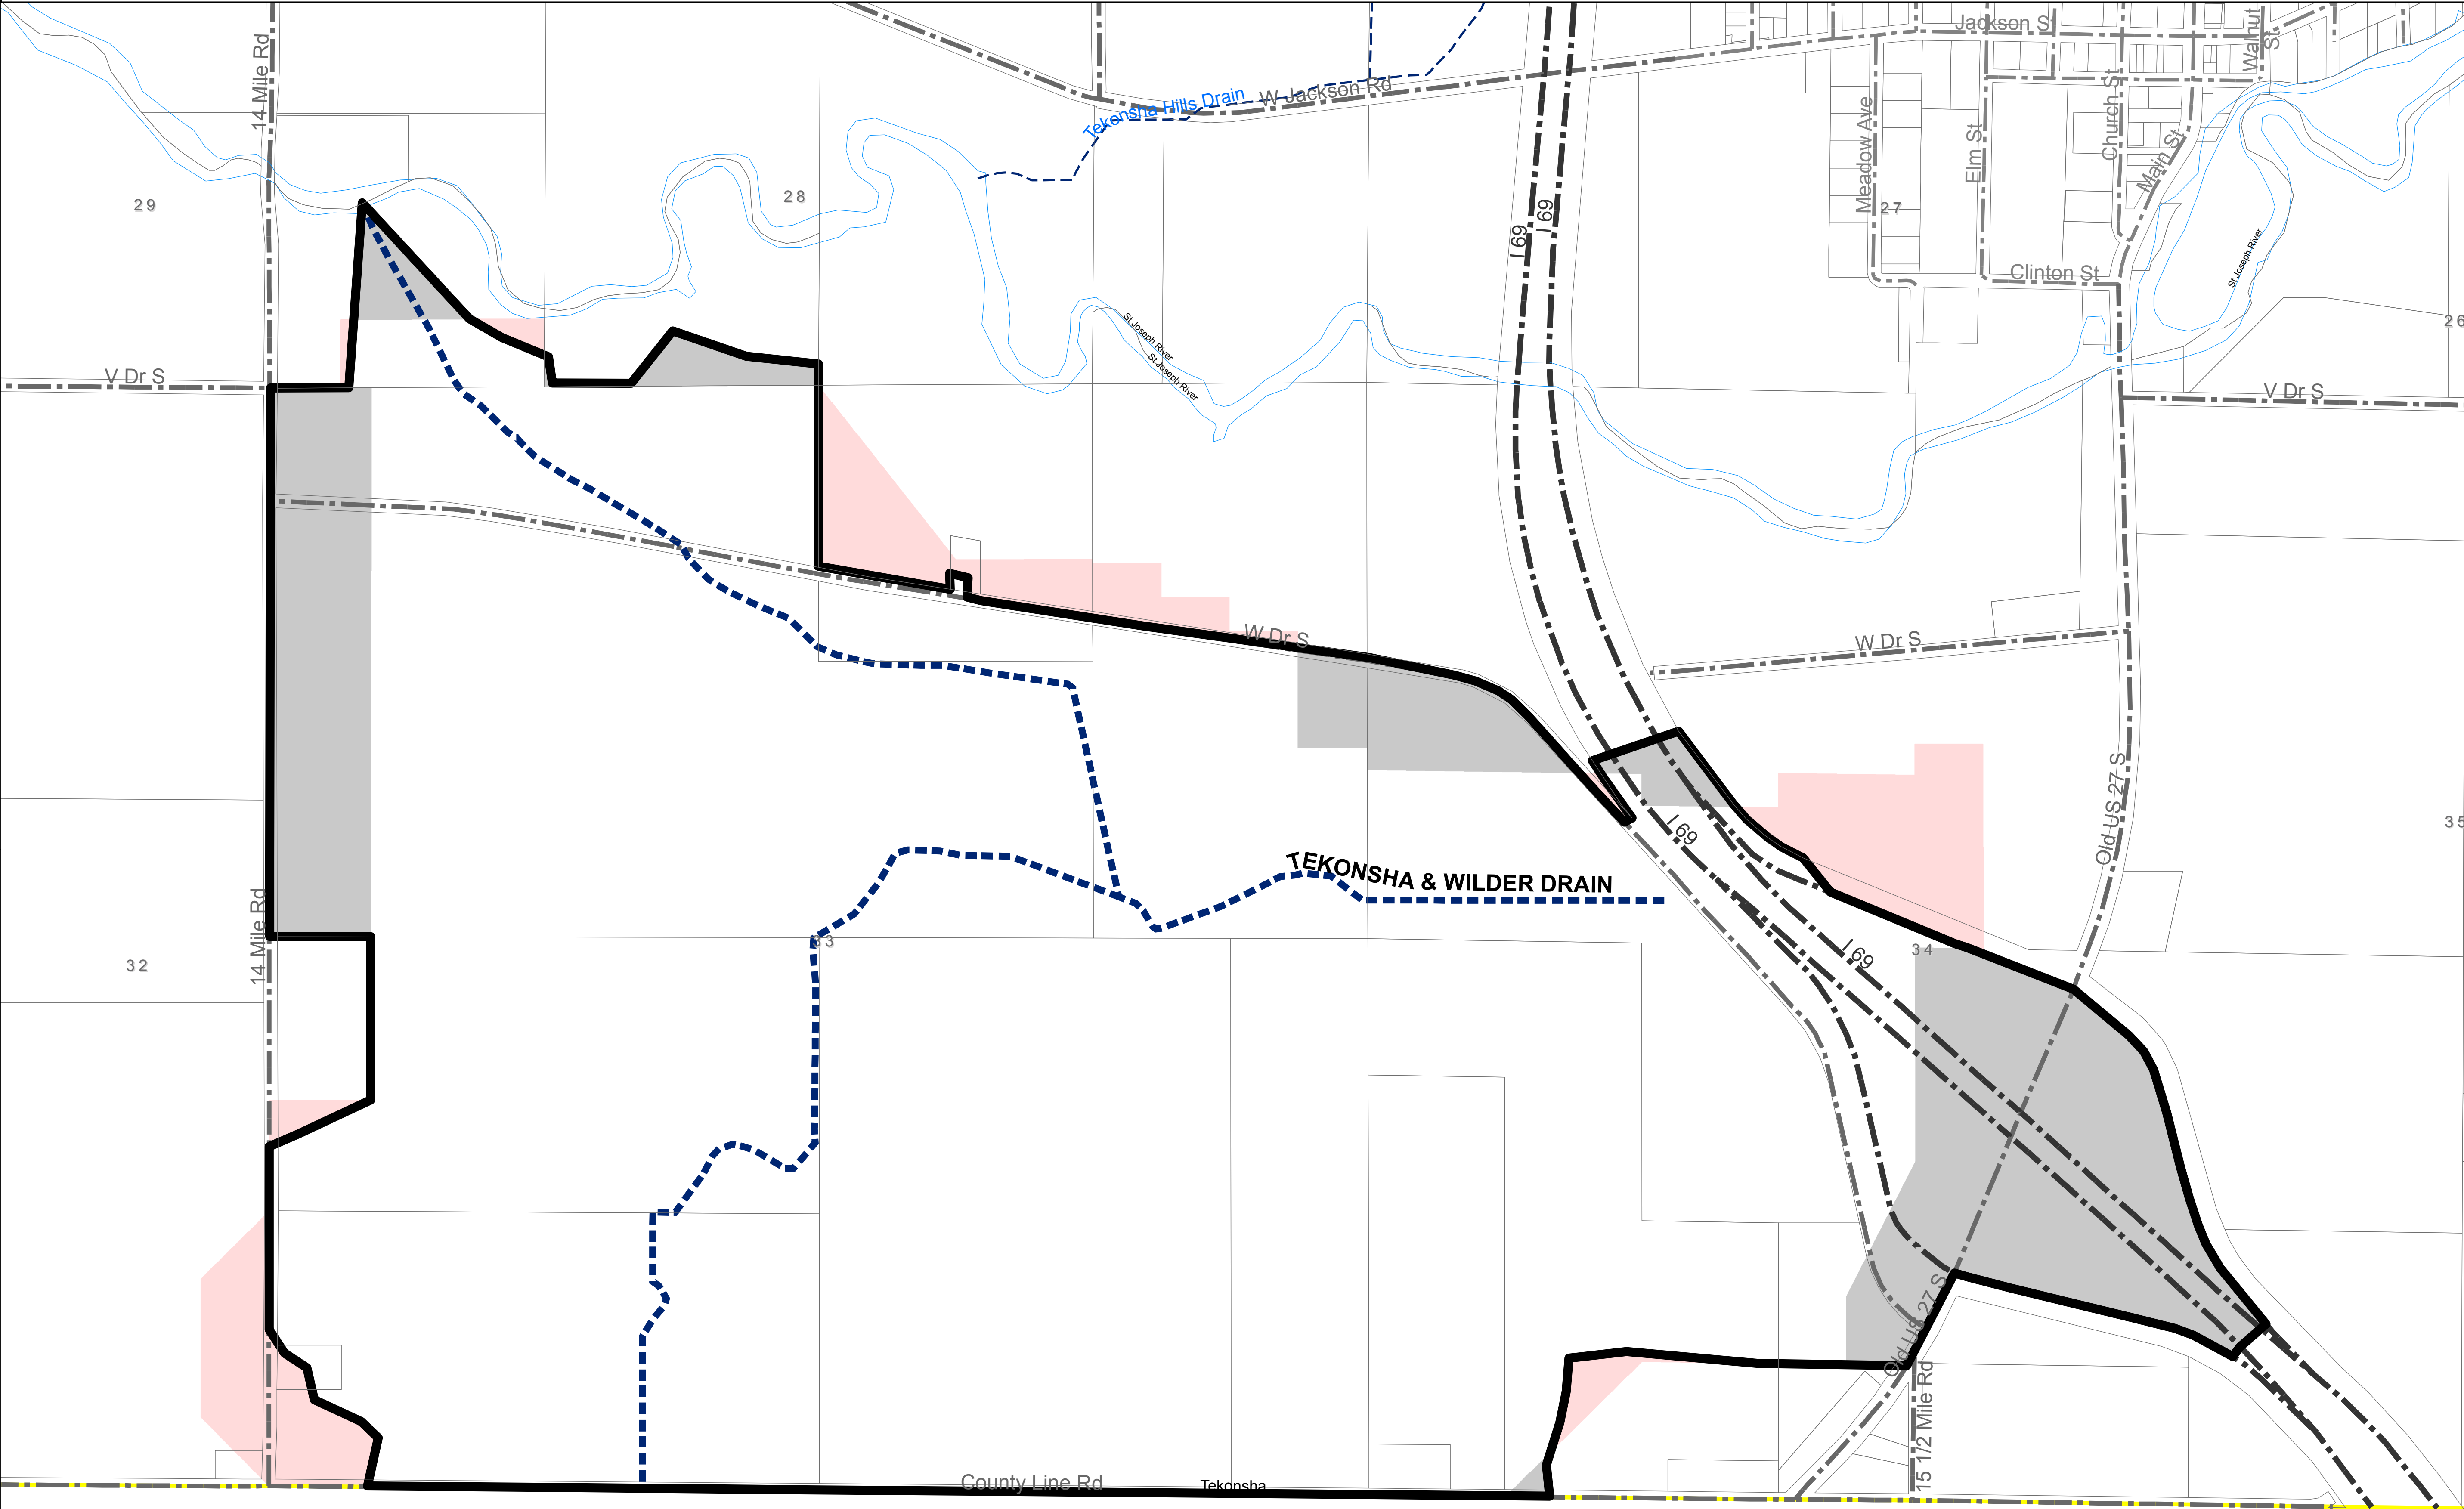 Jackson St
Walnut
St
14 Mile Rd
Tekonsha Hills Drain
W Jackson Rd
Meadow Ave
Elm St
Church St
Main St
29
28
27
I 69
I 69
St Joseph River
Clinton St
26
St Joseph River
St Joseph River
V Dr S
V Dr S
W Dr S
W Dr S
Old US 27 S
I 69
35
TEKONSHA & WILDER DRAIN
14 Mile Rd
33
34
I 69
32
Old US 27 S
15 1/2 Mile Rd
County Line Rd
Tekonsha